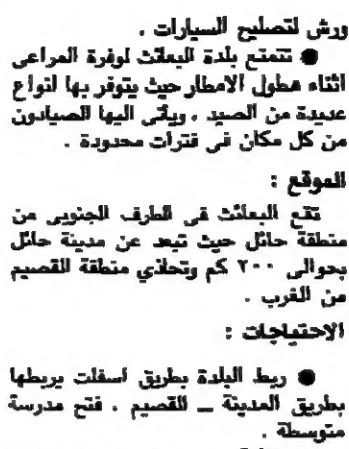 ورش لتصليح السيارات .
● تتمتع بلدة البعائث لوفرة المراعى
اثناء هطول الامطار حيث يتوفر بها انواع
عديدة من الصيد ، ويأتى اليها الصيادون
من كل مكان فى فترات محدودة .
الموقع :
تقع البعائث فى الطرف الجنوبى من
منطقة حائل حيث تبعد عن مدينة حائل
بحوالى ٢٠٠ كم وتحاذي منطقة القصيم
من الغرب .
الاحتياجات :
● ربط البلدة بطريق اسفلت يربطها
بطريق المدينة ــ القصيم . فتح مدرسة
متوسطة .